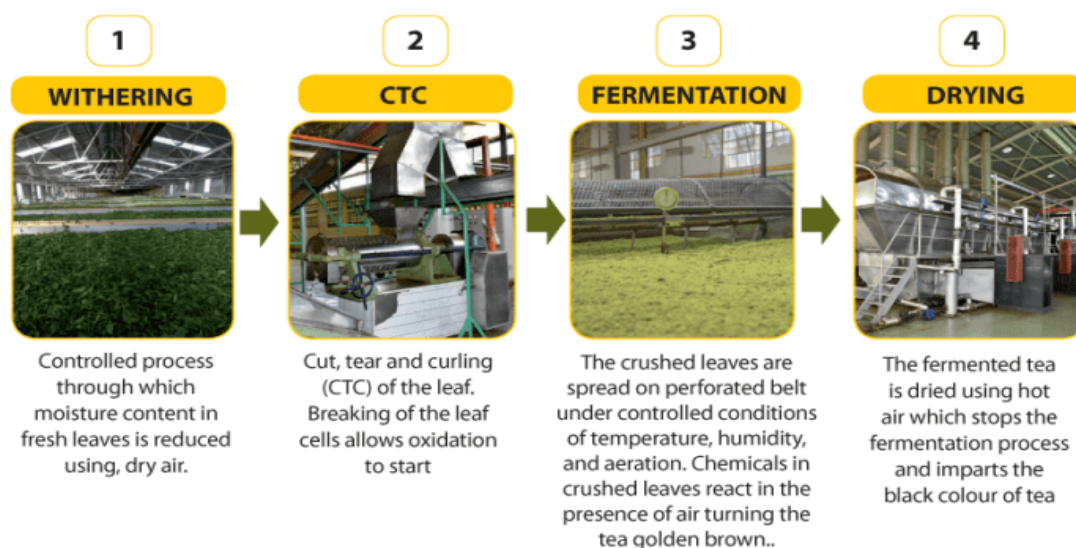 1
WITHERING
Controlled process
through which
moisture content in
fresh leaves is reduced
using, dry air.
2
CTC
Cut, tear and curling
(CTC) of the leaf.
Breaking of the leaf
cells allows oxidation
to start
3
FERMENTATION
The crushed leaves are
spread on perforated belt
under controlled conditions
of temperature, humidity,
and aeration. Chemicals in
crushed leaves react in the
presence of air turning the
tea golden brown..
4
DRYING
The fermented tea
is dried using hot
air which stops the
fermentation process
and imparts the
black colour of tea